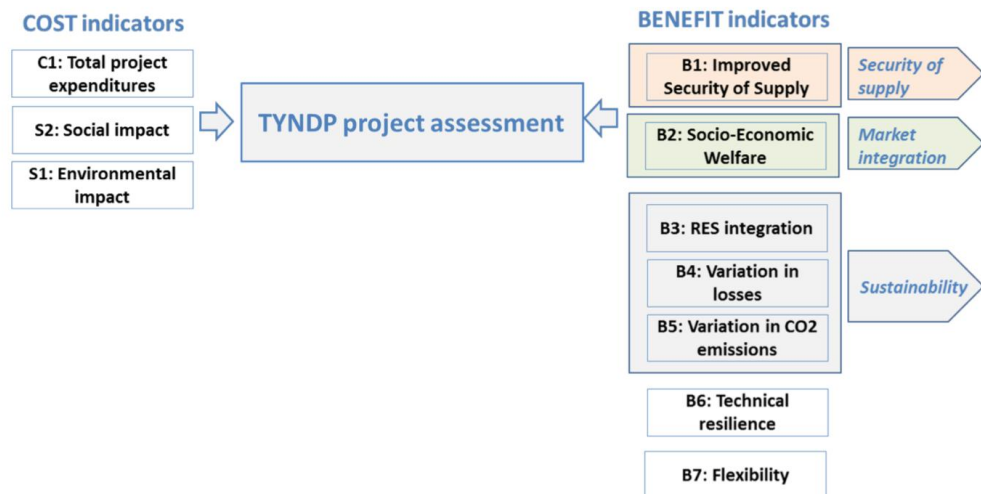 COST indicators
C1: Total project
expenditures
S2: Social impact
S1: Environmental
impact
TYNDP project assessment
BENEFIT indicators
B1: Improved
Security of Supply
Security of
supply
B2: Socio-Economic
Welfare
Market
integration
B3: RES integration
B4: Variation in
losses
B5: Variation in CO2
emissions
Sustainability
B6: Technical
resilience
B7: Flexibility